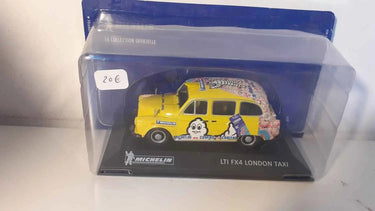 LA COLLECTION OFFICIELLE
20€
MICHELIN
LTI FX4 LONDON TAXI